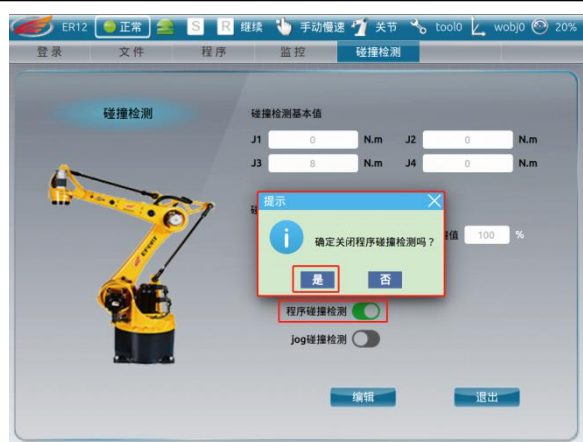 ER12 正常 S R 继续 手动慢速 关节 tool0 wobj0 20%
登录 文件 程序 监控 碰撞检测
碰撞检测
碰撞检测基本值
J1 0 N.m J2 0 N.m
J3 8 N.m J4 0 N.m
提示
确定关闭程序碰撞检测吗？
值 100 %
是 否
程序碰撞检测
jog碰撞检测
编辑 退出